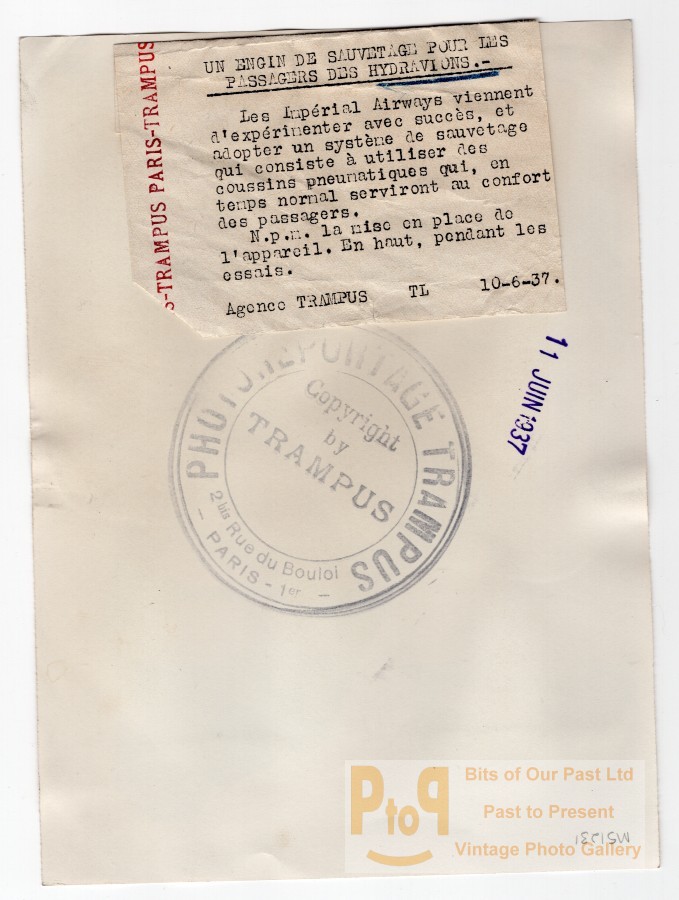 S-TRAMPUS PARIS-TRAMPUS
UN ENGIN DE SAUVETAGE POUR LES
PASSAGERS DES HYDRAVIONS.-
Les Impérial Airways viennent
d'expérimenter avec succès, et
adopter un système de sauvetage
qui consiste à utiliser des
coussins pneumatiques qui, en
temps normal serviront au confort
des passagers.
N.p.m. la mise en place de
l'appareil. En haut, pendant les
essais.
Agence TRAMPUS TL 10-6-37.
11 JUIN 1937
PHOTOREPORTAGE TRAMPUS
Copyright
by
TRAMPUS
2 bis Rue du Bouloi
- PARIS - 1er -
PtoP
Bits of Our Past Ltd
Past to Present
Vintage Photo Gallery